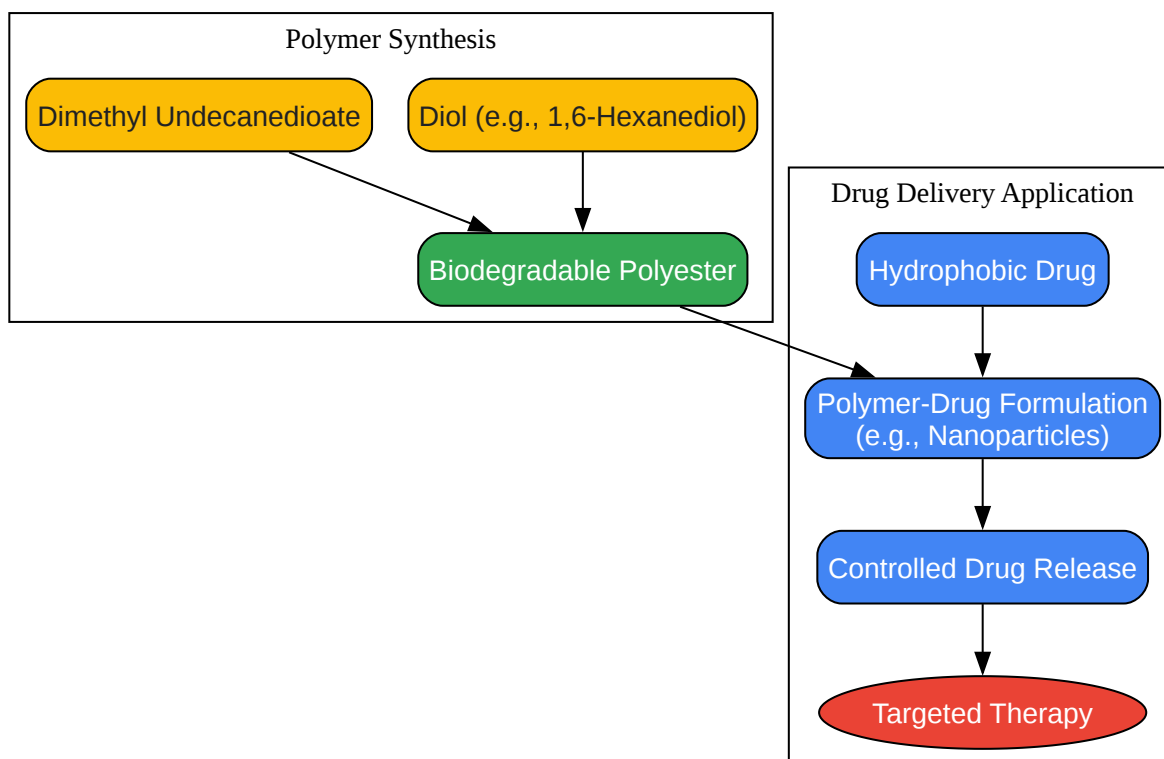 Polymer Synthesis
Dimethyl Undecanedioate
Diol (e.g., 1,6-Hexanediol)
Biodegradable Polyester
Drug Delivery Application
Hydrophobic Drug
Polymer-Drug Formulation
(e.g., Nanoparticles)
Controlled Drug Release
Targeted Therapy